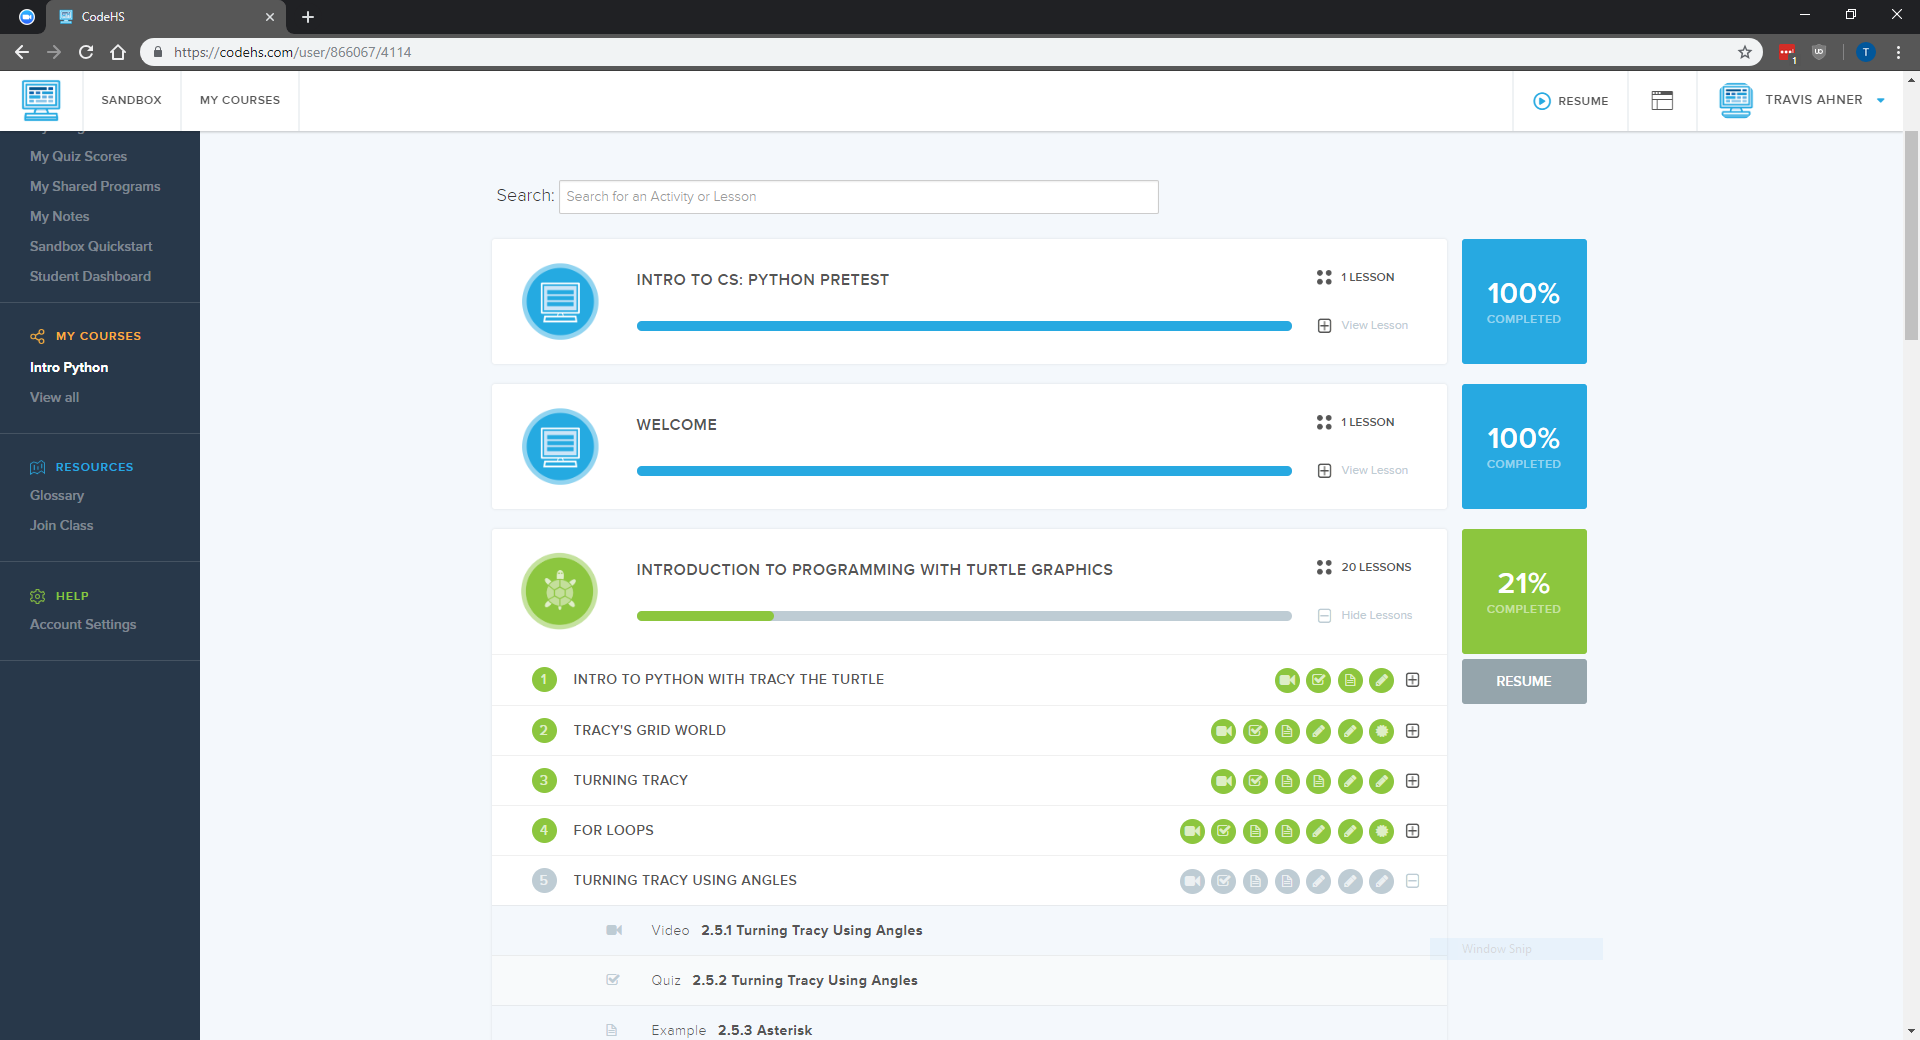 CodeHS
https://codehs.com/user/866067/4114
1
T
SANDBOX
MY COURSES
RESUME
TRAVIS AHNER
My Quiz Scores
My Shared Programs
My Notes
Sandbox Quickstart
Student Dashboard
MY COURSES
Intro Python
View all
RESOURCES
Glossary
Join Class
HELP
Account Settings
Search: Search for an Activity or Lesson
INTRO TO CS: PYTHON PRETEST
1 LESSON
View Lesson
100%
COMPLETED
WELCOME
1 LESSON
View Lesson
100%
COMPLETED
INTRODUCTION TO PROGRAMMING WITH TURTLE GRAPHICS
20 LESSONS
Hide Lessons
21%
COMPLETED
RESUME
1 INTRO TO PYTHON WITH TRACY THE TURTLE
2 TRACY'S GRID WORLD
3 TURNING TRACY
4 FOR LOOPS
5 TURNING TRACY USING ANGLES
Video 2.5.1 Turning Tracy Using Angles
Window Snip
Quiz 2.5.2 Turning Tracy Using Angles
Example 2.5.3 Asterisk